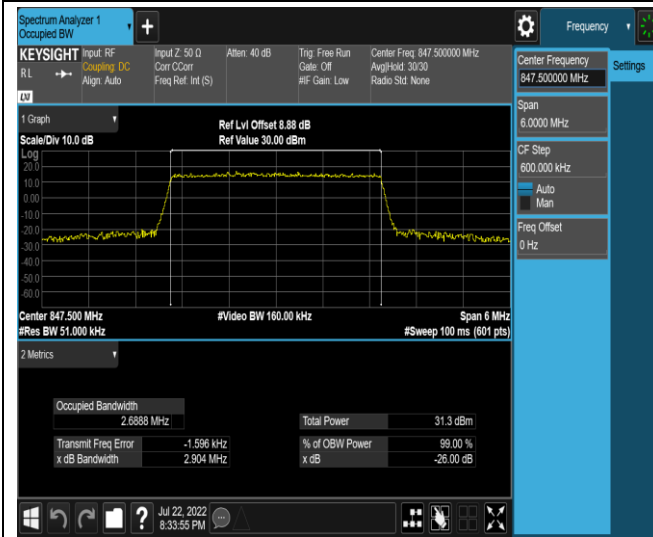 Spectrum Analyzer 1
Occupied BW
Frequency
KEYSIGHT
RL
Input: RF
Coupling: DC
Align: Auto
Input Z: 50 Ω
Corr CCorr
Freq Ref: Int (S)
Atten: 40 dB
Trig: Free Run
Gate: Off
#IF Gain: Low
Center Freq: 847.500000 MHz
Avg|Hold: 30/30
Radio Std: None
LXI
Center Frequency
847.500000 MHz
Settings
Span
6.0000 MHz
CF Step
600.000 kHz
Auto
Man
Freq Offset
0 Hz
1 Graph
Scale/Div 10.0 dB
Ref Lvl Offset 8.88 dB
Ref Value 30.00 dBm
Log
20.0
10.0
0.00
-10.0
-20.0
-30.0
-40.0
-50.0
-60.0
Center 847.500 MHz
#Res BW 51.000 kHz
#Video BW 160.00 kHz
Span 6 MHz
#Sweep 100 ms (601 pts)
2 Metrics
Occupied Bandwidth
2.6888 MHz
Total Power 31.3 dBm
Transmit Freq Error -1.596 kHz
% of OBW Power 99.00 %
x dB Bandwidth 2.904 MHz
x dB -26.00 dB
?
Jul 22, 2022
8:33:55 PM